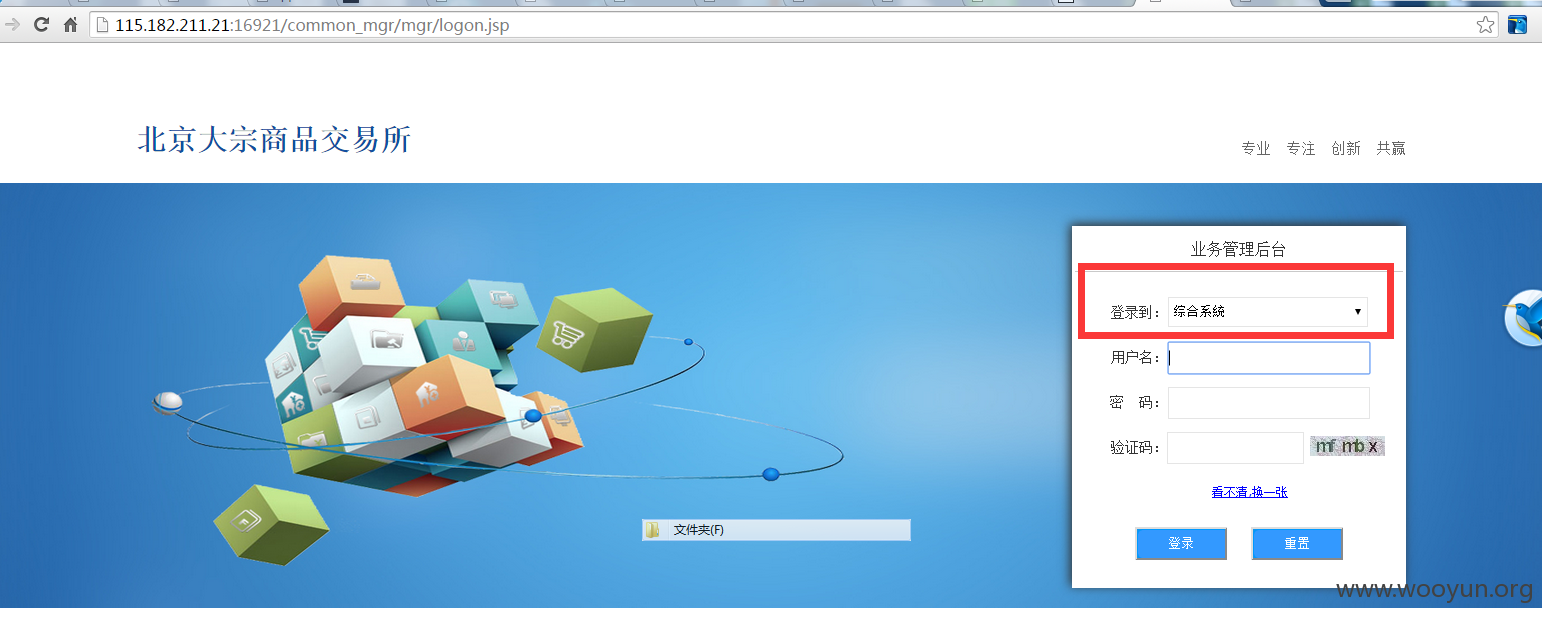 115.182.211.21:16921/common_mgr/mgr/logon.jsp
北京大宗商品交易所
专业 专注 创新 共赢
业务管理后台
登录到： 综合系統
用户名：
密 码：
验证码： mf mb x
看不清,换一张
文件夹(F)
登录 重置
www.wooyun.org